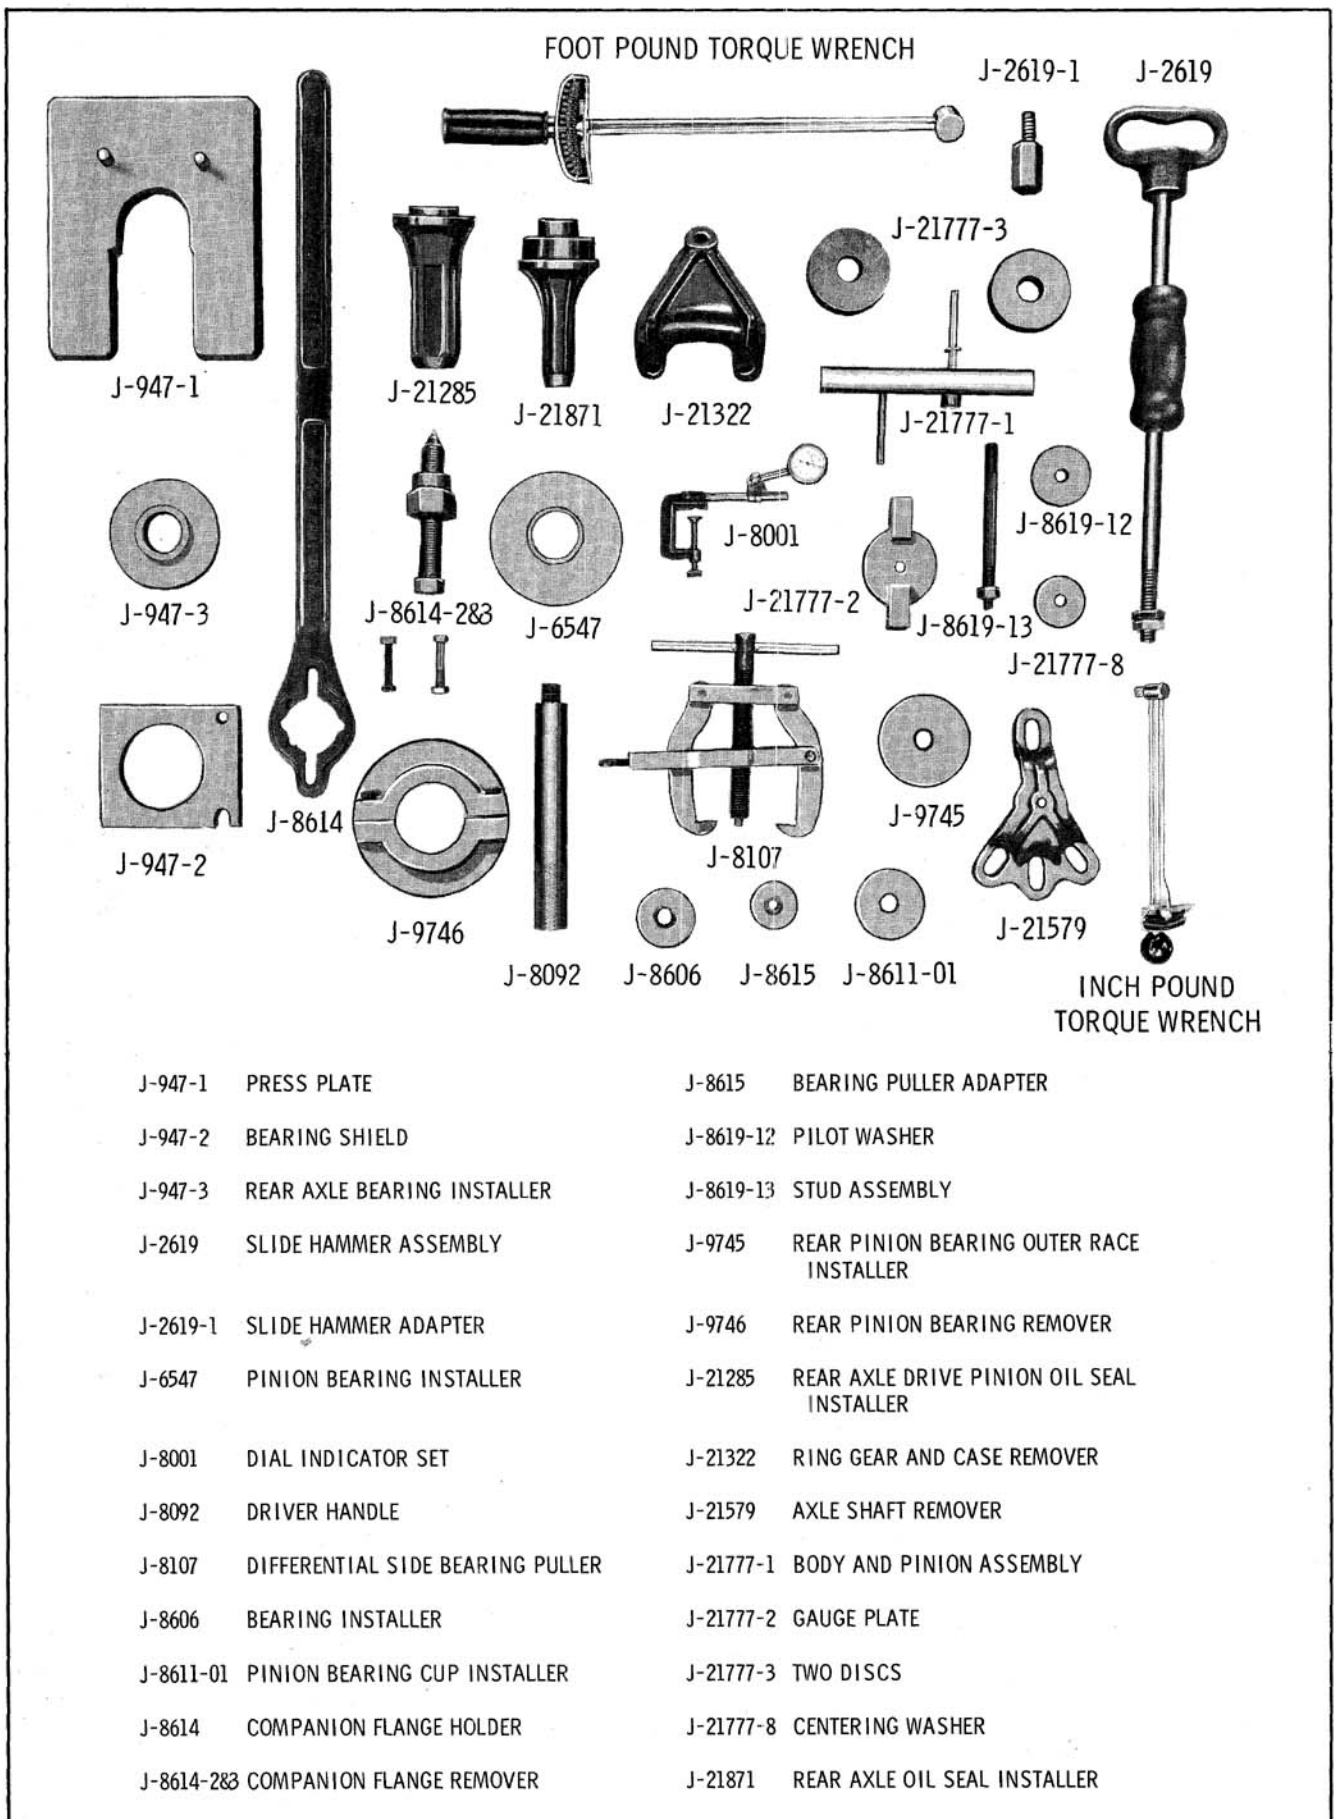 FOOT POUND TORQUE WRENCH
J-2619-1
J-2619
J-21777-3
J-947-1
J-21285
J-21871
J-21322
J-21777-1
J-8001
J-8619-12
J-947-3
J-8614-2&3
J-6547
J-21777-2
J-8619-13
J-21777-8
J-8614
J-9745
J-947-2
J-8107
J-9746
J-21579
J-8092
J-8606
J-8615
J-8611-01
INCH POUND
TORQUE WRENCH
J-947-1 PRESS PLATE
J-947-2 BEARING SHIELD
J-947-3 REAR AXLE BEARING INSTALLER
J-2619 SLIDE HAMMER ASSEMBLY
J-2619-1 SLIDE HAMMER ADAPTER
J-6547 PINION BEARING INSTALLER
J-8001 DIAL INDICATOR SET
J-8092 DRIVER HANDLE
J-8107 DIFFERENTIAL SIDE BEARING PULLER
J-8606 BEARING INSTALLER
J-8611-01 PINION BEARING CUP INSTALLER
J-8614 COMPANION FLANGE HOLDER
J-8614-2&3 COMPANION FLANGE REMOVER
J-8615 BEARING PULLER ADAPTER
J-8619-12 PILOT WASHER
J-8619-13 STUD ASSEMBLY
J-9745 REAR PINION BEARING OUTER RACE
INSTALLER
J-9746 REAR PINION BEARING REMOVER
J-21285 REAR AXLE DRIVE PINION OIL SEAL
INSTALLER
J-21322 RING GEAR AND CASE REMOVER
J-21579 AXLE SHAFT REMOVER
J-21777-1 BODY AND PINION ASSEMBLY
J-21777-2 GAUGE PLATE
J-21777-3 TWO DISCS
J-21777-8 CENTERING WASHER
J-21871 REAR AXLE OIL SEAL INSTALLER